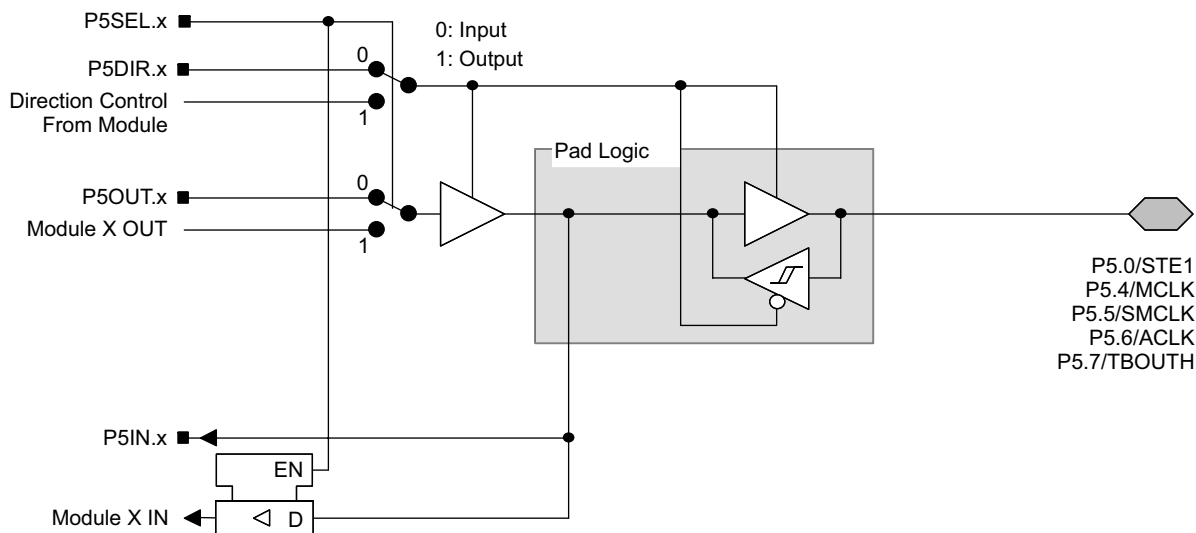 P5SEL.x
0: Input
1: Output
0
P5DIR.x
Direction Control
From Module
1
Pad Logic
0
P5OUT.x
Module X OUT
1
P5.0/STE1
P5.4/MCLK
P5.5/SMCLK
P5.6/ACLK
P5.7/TBOUTH
P5IN.x
EN
Module X IN
D